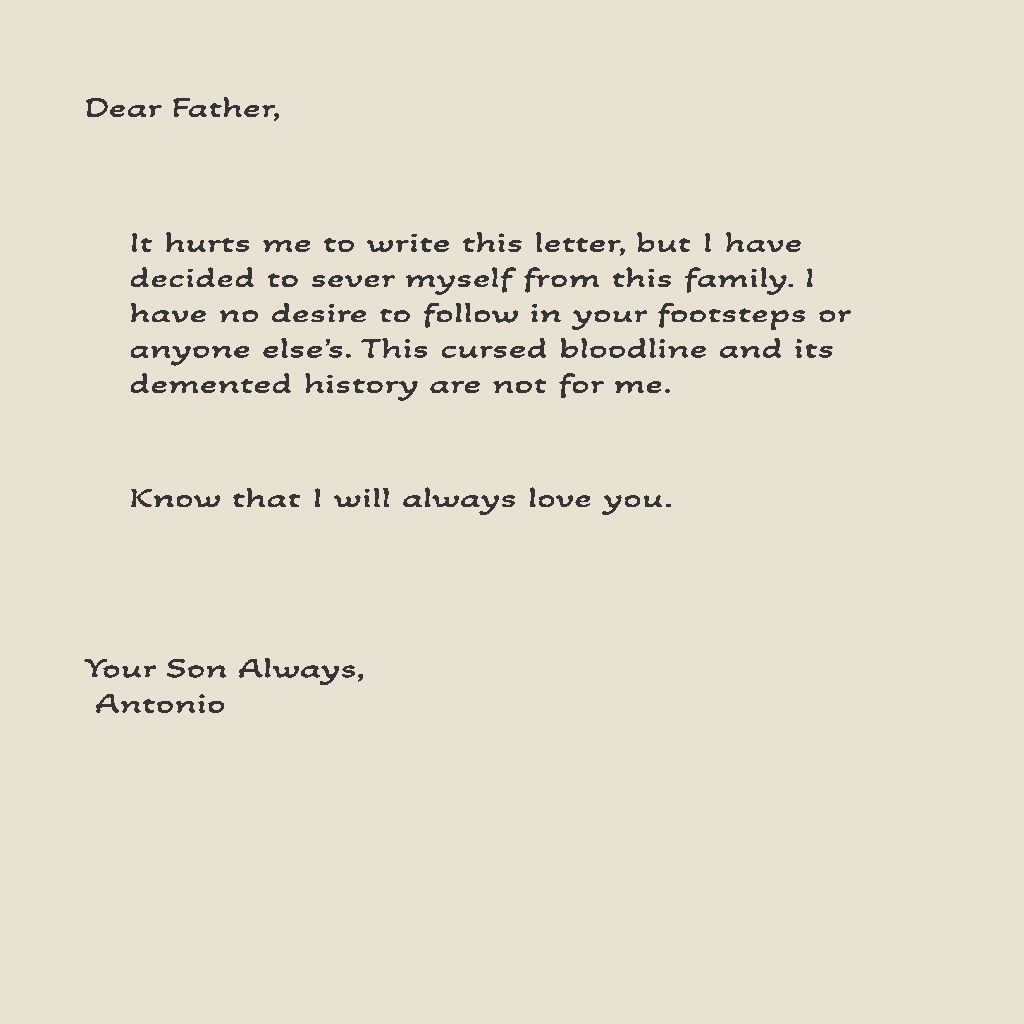 Dear Father,
It hurts me to write this letter, but I have
decided to sever myself from this family. I
have no desire to follow in your footsteps or
anyone else’s. This cursed bloodline and its
demented history are not for me.
Know that I will always love you.
Your Son Always,
Antonio